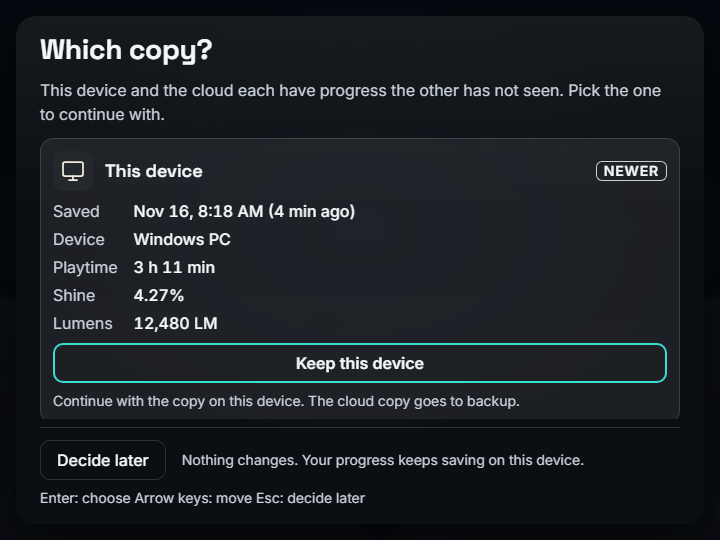 Which copy?
This device and the cloud each have progress the other has not seen. Pick the one
to continue with.
This device
NEWER
Saved Nov 16, 8:18 AM (4 min ago)
Device Windows PC
Playtime 3 h 11 min
Shine 4.27%
Lumens 12,480 LM
Keep this device
Continue with the copy on this device. The cloud copy goes to backup.
Decide later Nothing changes. Your progress keeps saving on this device.
Enter: choose Arrow keys: move Esc: decide later